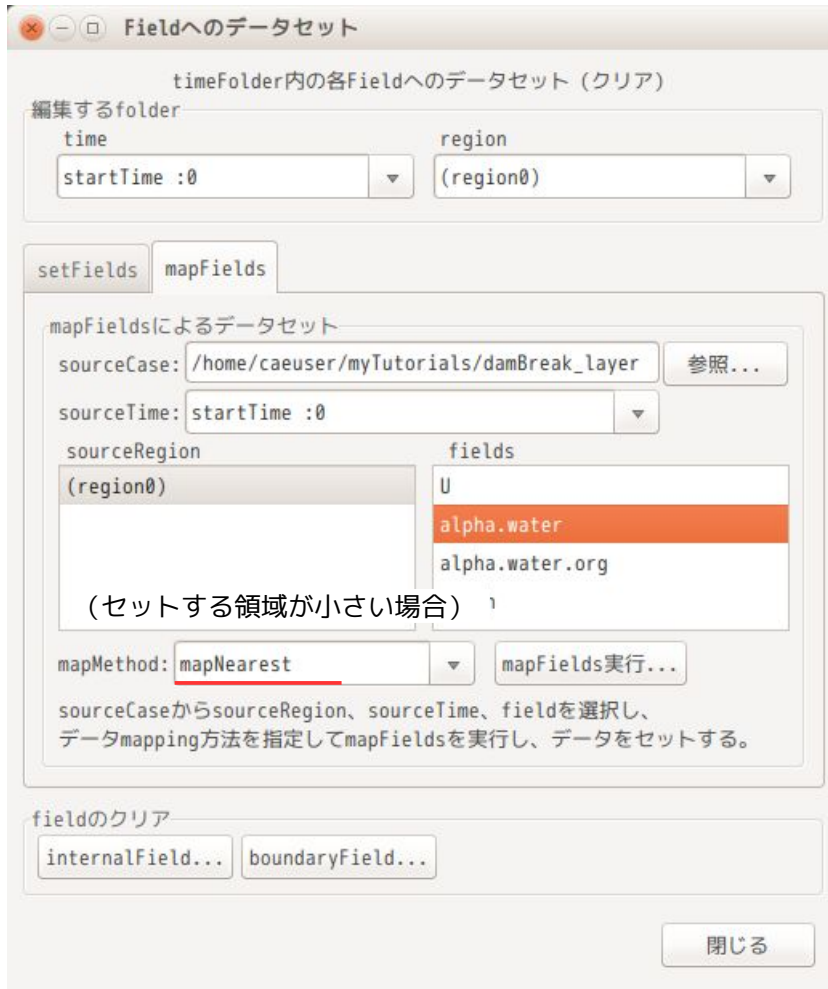 Fieldへのデータセット
timeFolder内の各Fieldへのデータセット (クリア)
編集するfolder
time region
startTime :0 (region0)
setFields mapFields
mapFieldsによるデータセット
sourceCase: /home/caeuser/myTutorials/damBreak_layer 参照...
sourceTime: startTime :0
sourceRegion fields
(region0) U
alpha.water
alpha.water.org
(セットする領域が小さい場合)
mapMethod: mapNearest mapFields実行...
sourceCaseからsourceRegion、sourceTime、fieldを選択し、
データmapping方法を指定してmapFieldsを実行し、データをセットする。
fieldのクリア
internalField... boundaryField...
閉じる